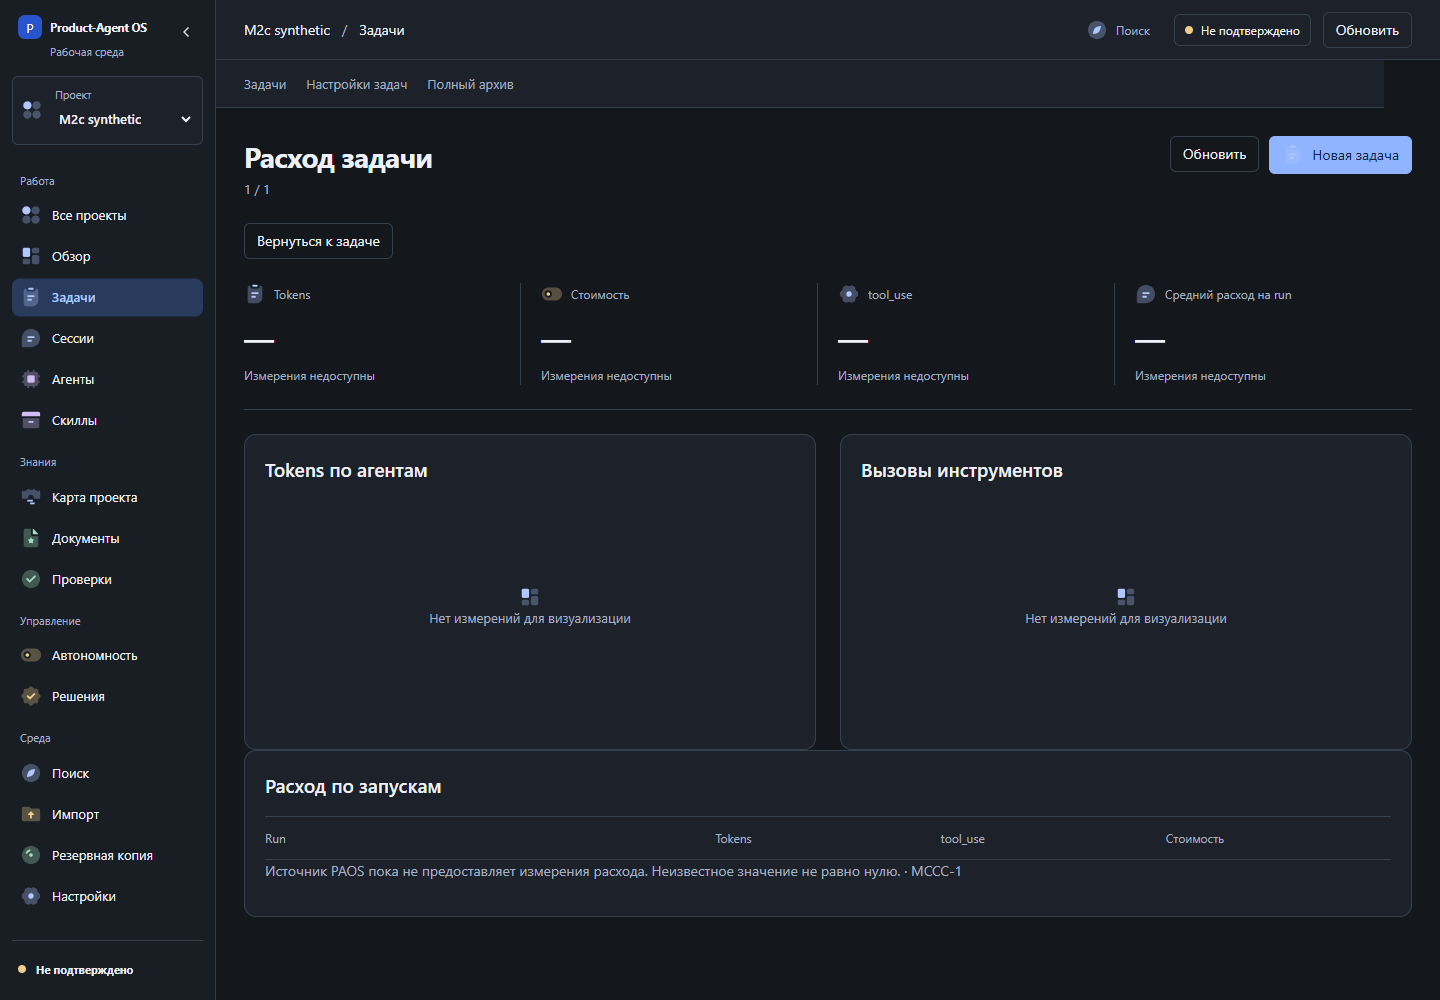 P
Product-Agent OS
Рабочая среда
Проект
M2c synthetic
Работа
Все проекты
Обзор
Задачи
Сессии
Агенты
Скиллы
Знания
Карта проекта
Документы
Проверки
Управление
Автономность
Решения
Среда
Поиск
Импорт
Резервная копия
Настройки
Не подтверждено
M2c synthetic / Задачи
Поиск
Не подтверждено
Обновить
Задачи Настройки задач Полный архив
Расход задачи
1 / 1
Обновить
Новая задача
Вернуться к задаче
Tokens
—
Измерения недоступны
Стоимость
—
Измерения недоступны
tool_use
—
Измерения недоступны
Средний расход на run
—
Измерения недоступны
Tokens по агентам
Нет измерений для визуализации
Вызовы инструментов
Нет измерений для визуализации
Расход по запускам
Run Tokens tool_use Стоимость
Источник PAOS пока не предоставляет измерения расхода. Неизвестное значение не равно нулю. · MCCC-1